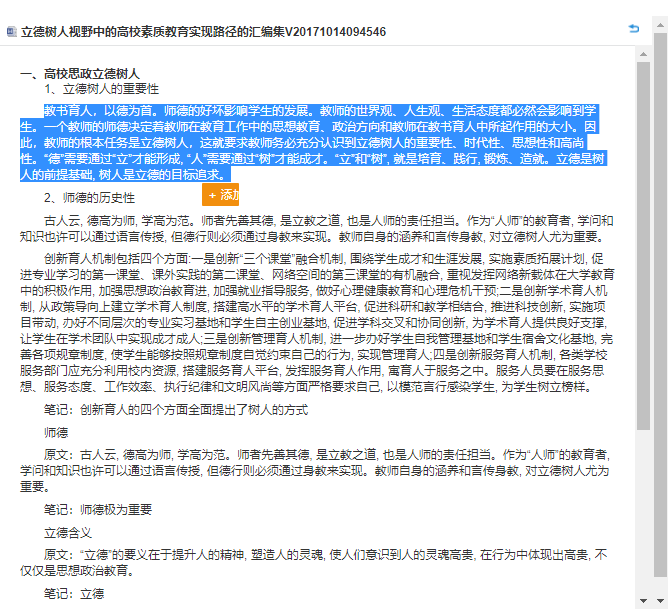 立德树人视野中的高校素质教育实现路径的汇编集V20171014094546
一、高校思政立德树人
1、立德树人的重要性
教书育人，以德为首。师德的好坏影响学生的发展。教师的世界观、人生观、生活态度都必然会影响到学
生。一个教师的师德决定着教师在教育工作中的思想教育、政治方向和教师在教书育人中所起作用的大小。因
此，教师的根本任务是立德树人，这就要求教师务必充分认识到立德树人的重要性、时代性、思想性和高尚
性。“德”需要通过“立”才能形成, “人”需要通过“树”才能成才。“立”和“树”, 就是培育、践行, 锻炼、造就。立德是树
人的前提基础, 树人是立德的目标追求。
+ 添加
2、师德的历史性
古人云, 德高为师, 学高为范。师者先善其德, 是立教之道, 也是人师的责任担当。作为“人师”的教育者, 学问和
知识也许可以通过语言传授, 但德行则必须通过身教来实现。教师自身的涵养和言传身教, 对立德树人尤为重要。
创新育人机制包括四个方面:一是创新“三个课堂”融合机制, 围绕学生成才和生涯发展, 实施素质拓展计划, 促
进专业学习的第一课堂、课外实践的第二课堂、网络空间的第三课堂的有机融合, 重视发挥网络新载体在大学教育
中的积极作用, 加强思想政治教育进, 加强就业指导服务, 做好心理健康教育和心理危机干预;二是创新学术育人机
制, 从政策导向上建立学术育人制度, 搭建高水平的学术育人平台, 促进科研和教学相结合, 推进科技创新, 实施项
目带动, 办好不同层次的专业实习基地和学生自主创业基地, 促进学科交叉和协同创新, 为学术育人提供良好支撑,
让学生在学术团队中实现成才成人;三是创新管理育人机制, 进一步办好学生自我管理基地和学生宿舍文化基地, 完
善各项规章制度, 使学生能够按照规章制度自觉约束自己的行为, 实现管理育人;四是创新服务育人机制, 各类学校
服务部门应充分利用校内资源, 搭建服务育人平台, 发挥服务育人作用, 寓育人于服务之中。服务人员要在服务思
想、服务态度、工作效率、执行纪律和文明风尚等方面严格要求自己, 以模范言行感染学生, 为学生树立榜样。
笔记：创新育人的四个方面全面提出了树人的方式
师德
原文：古人云, 德高为师, 学高为范。师者先善其德, 是立教之道, 也是人师的责任担当。作为“人师”的教育者,
学问和知识也许可以通过语言传授, 但德行则必须通过身教来实现。教师自身的涵养和言传身教, 对立德树人尤为
重要。
笔记：师德极为重要
立德含义
原文：“立德”的要义在于提升人的精神, 塑造人的灵魂, 使人们意识到人的灵魂高贵, 在行为中体现出高贵, 不
仅仅是思想政治教育。
笔记：立德